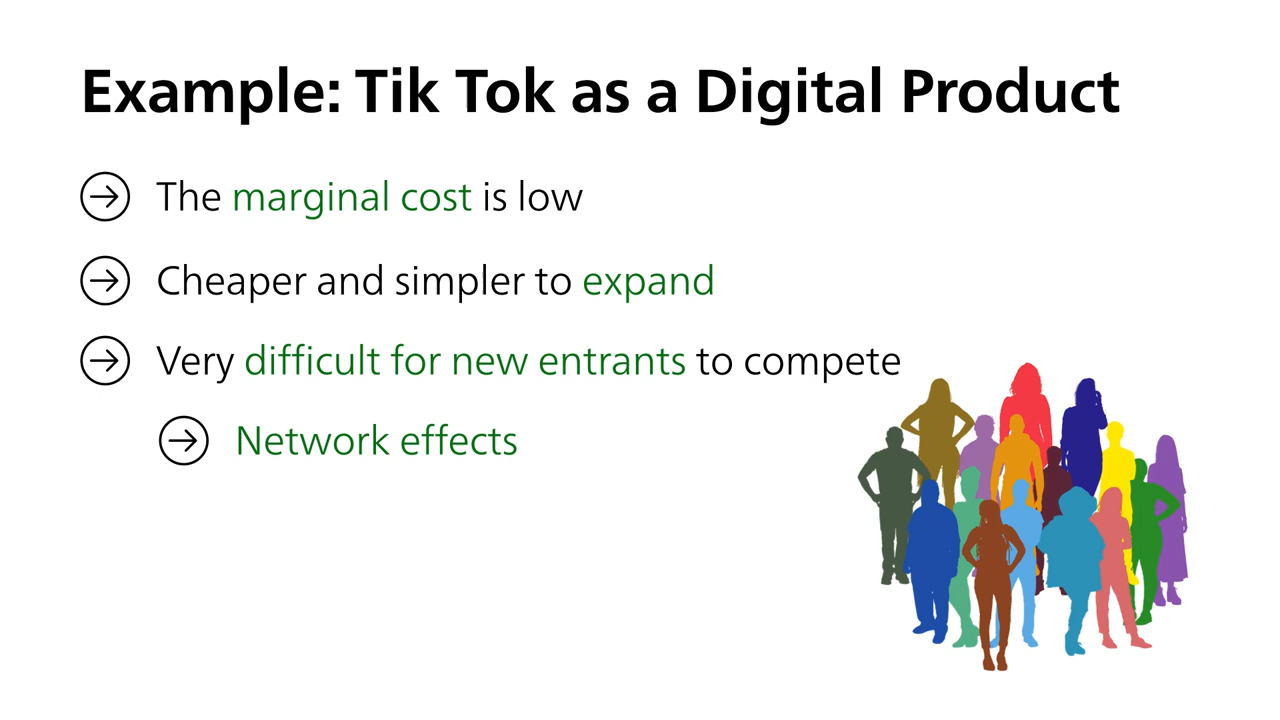 Example: Tik Tok as a Digital Product
The marginal cost is low
Cheaper and simpler to expand
Very difficult for new entrants to compete
Network effects